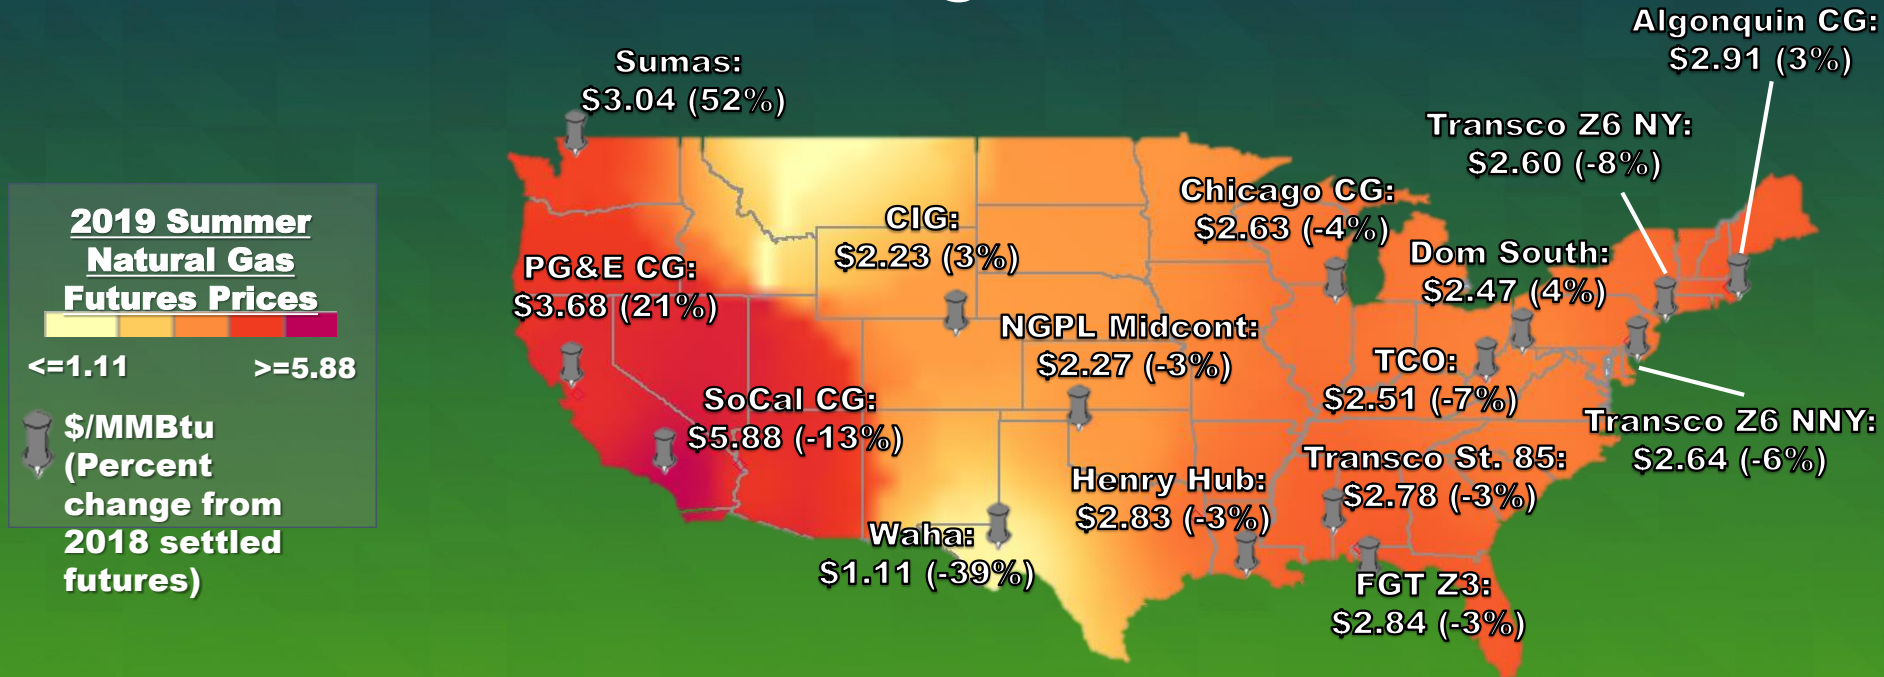 Algonquin CG:
$2.91 (3%)
Sumas:
$3.04 (52%)
Transco Z6 NY:
$2.60 (-8%)
Chicago CG:
$2.63 (-4%)
CIG:
$2.23 (3%)
Dom South:
$2.47 (4%)
PG&E CG:
$3.68 (21%)
NGPL Midcont:
$2.27 (-3%)
TCO:
$2.51 (-7%)
SoCal CG:
$5.88 (-13%)
Transco Z6 NNY:
$2.64 (-6%)
Transco St. 85:
$2.78 (-3%)
Henry Hub:
$2.83 (-3%)
Waha:
$1.11 (-39%)
FGT Z3:
$2.84 (-3%)
2019 Summer
Natural Gas
Futures Prices
<=1.11 >=5.88
$/MMBtu
(Percent
change from
2018 settled
futures)